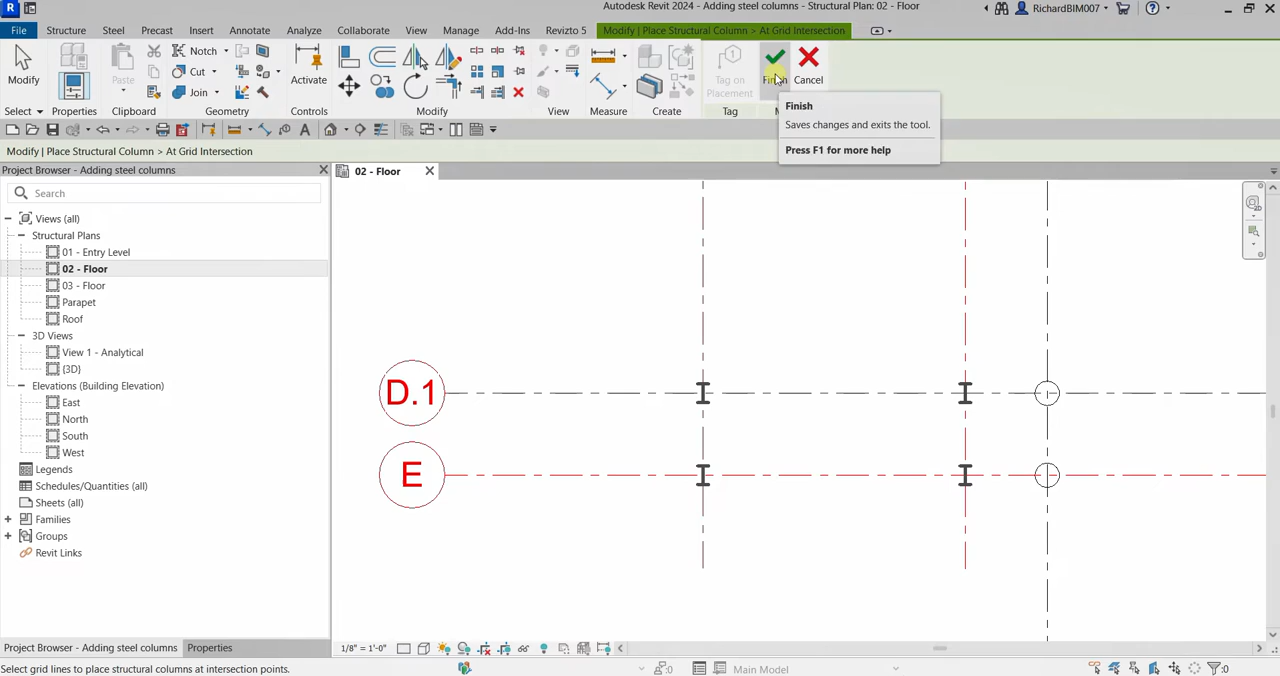 Autodesk Revit 2024 - Adding steel columns - Structural Plan: 02 - Floor
RichardBIM007
File
Structure
Steel
Precast
Insert
Annotate
Analyze
Collaborate
View
Manage
Add-Ins
Revizto 5
Modify | Place Structural Column > At Grid Intersection
Modify
Paste
Notch
Cut
Join
Activate
Tag on
Placement
Finish
Cancel
Select
Properties
Clipboard
Geometry
Controls
Modify
View
Measure
Create
Tag
Finish
Saves changes and exits the tool.
Press F1 for more help
Modify | Place Structural Column > At Grid Intersection
Project Browser - Adding steel columns
02 - Floor
Search
Views (all)
Structural Plans
01 - Entry Level
02 - Floor
03 - Floor
Parapet
Roof
3D Views
View 1 - Analytical
{3D}
Elevations (Building Elevation)
East
North
South
West
Legends
Schedules/Quantities (all)
Sheets (all)
Families
Groups
Revit Links
D.1
E
Project Browser - Adding steel columns
Properties
1/8" = 1'-0"
Select grid lines to place structural columns at intersection points.
:0
Main Model
:0